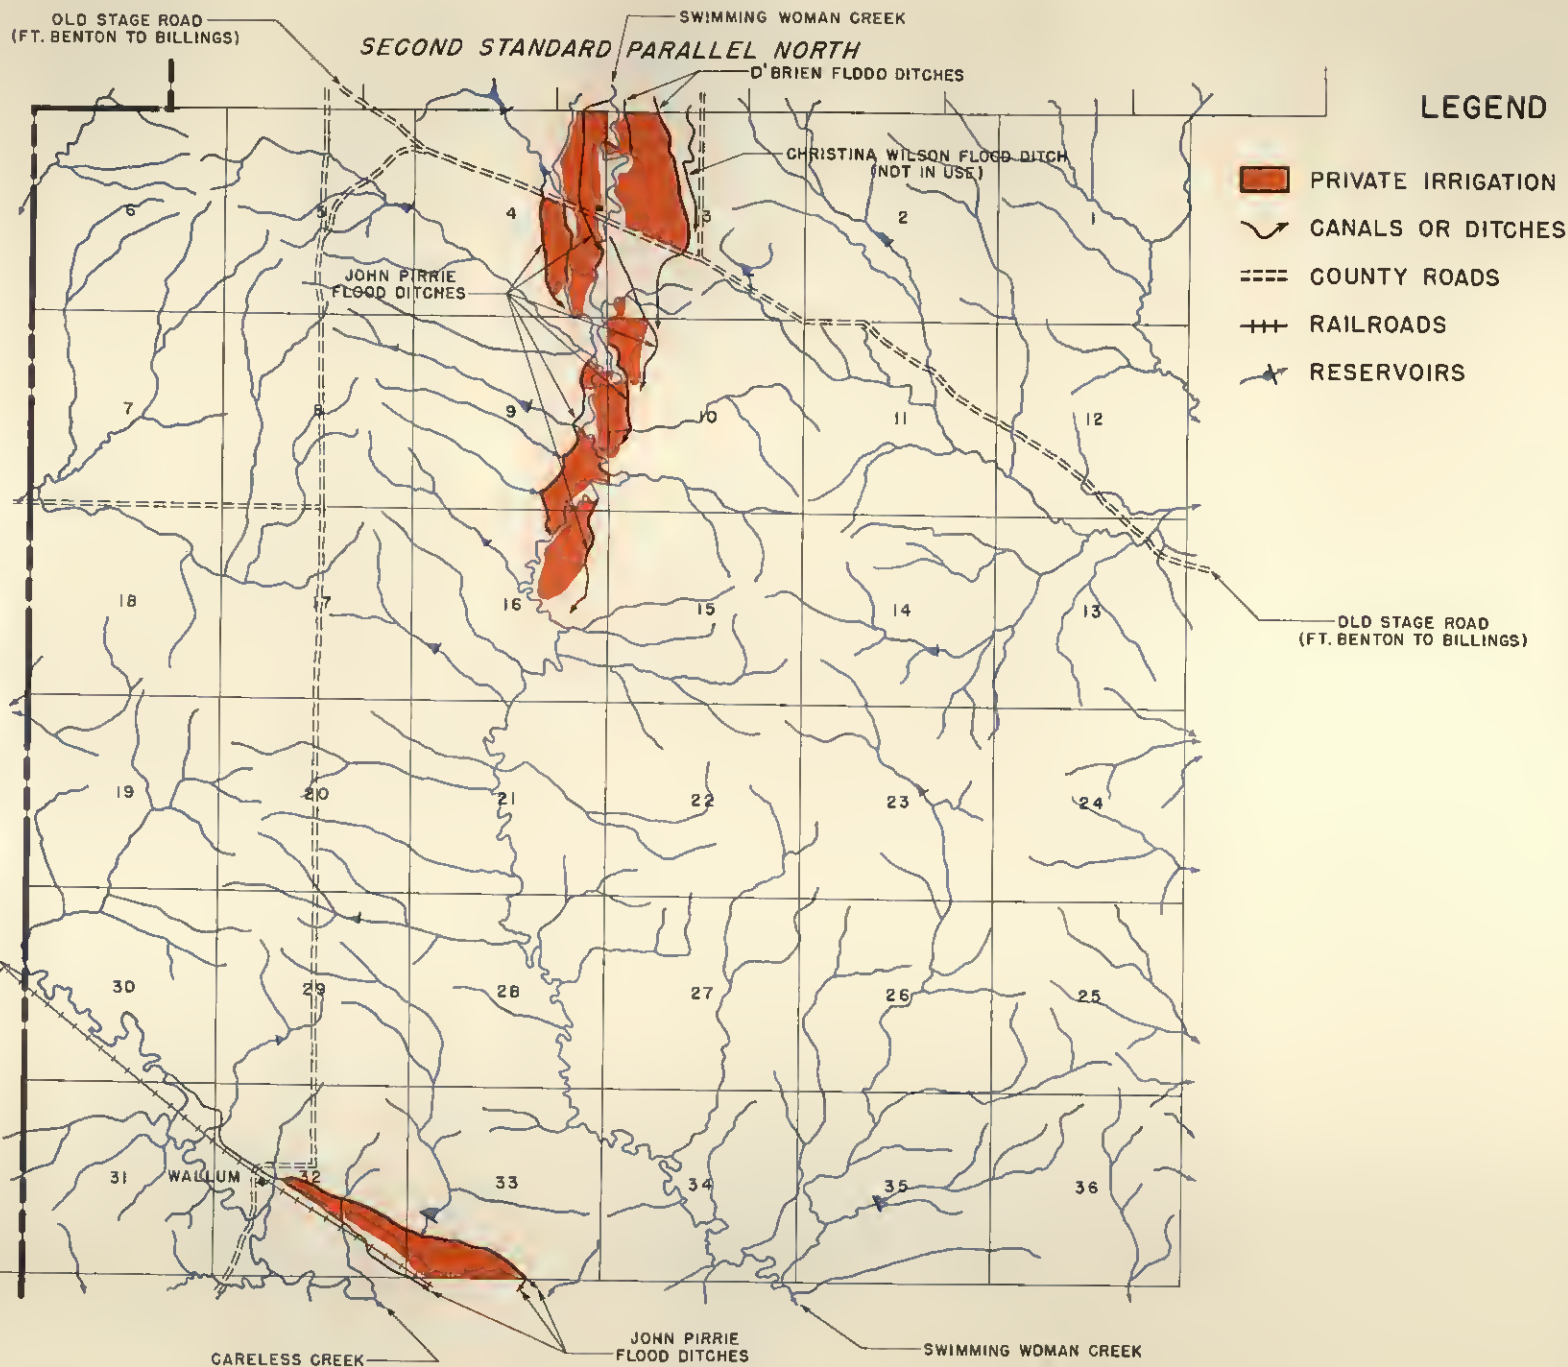 OLD STAGE ROAD
(FT. BENTON TO BILLINGS)
SWIMMING WOMAN CREEK
SECOND STANDARD PARALLEL NORTH
D'BRIEN FLOOD DITCHES
CHRISTINA WILSON FLOOD DITCH
(NOT IN USE)
LEGEND
PRIVATE IRRIGATION
CANALS OR DITCHES
COUNTY ROADS
RAILROADS
RESERVOIRS
6
5
4
3
2
1
JOHN PIRRIE
FLOOD DITCHES
7
8
9
10
11
12
18
17
16
15
14
13
OLD STAGE ROAD
(FT. BENTON TO BILLINGS)
19
20
21
22
23
24
30
29
28
27
26
25
31
WALLUM
32
33
34
35
36
JOHN PIRRIE
FLOOD DITCHES
CARELESS CREEK
SWIMMING WOMAN CREEK